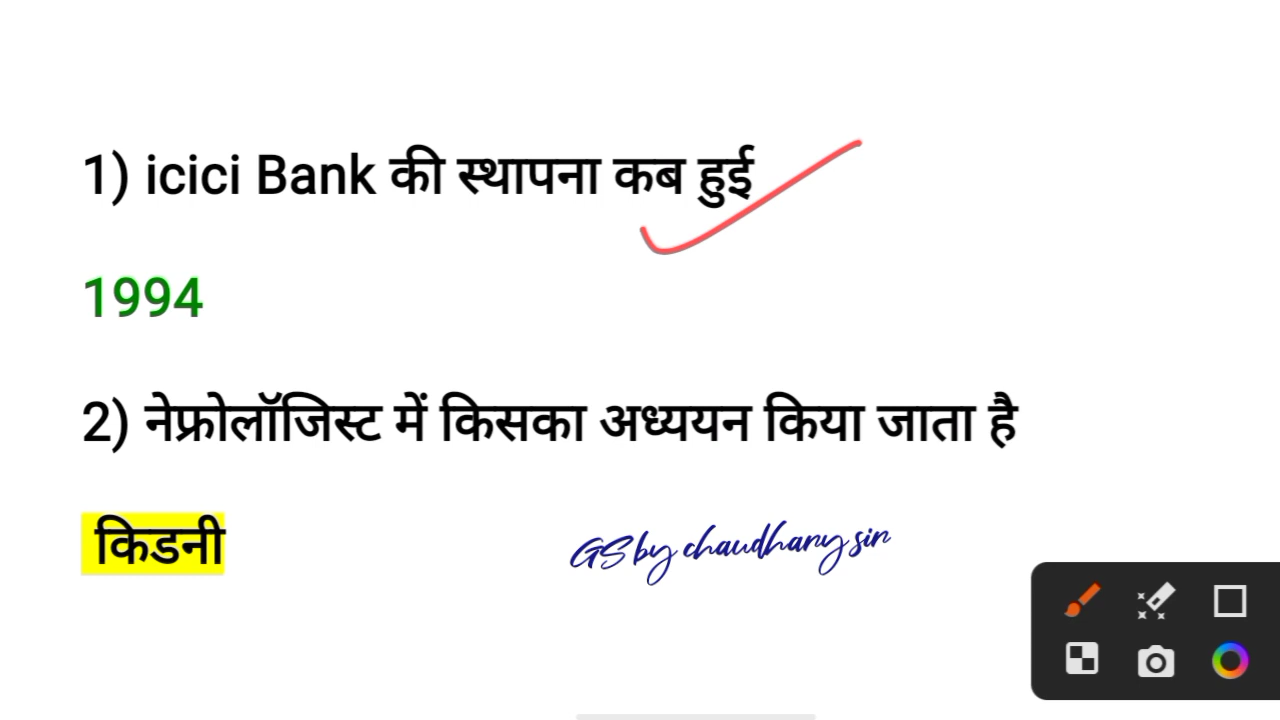 1) icici Bank की स्थापना कब हुई
1994
2) नेफ्रोलॉजिस्ट में किसका अध्ययन किया जाता है
किडनी
GS by chaudhary sir